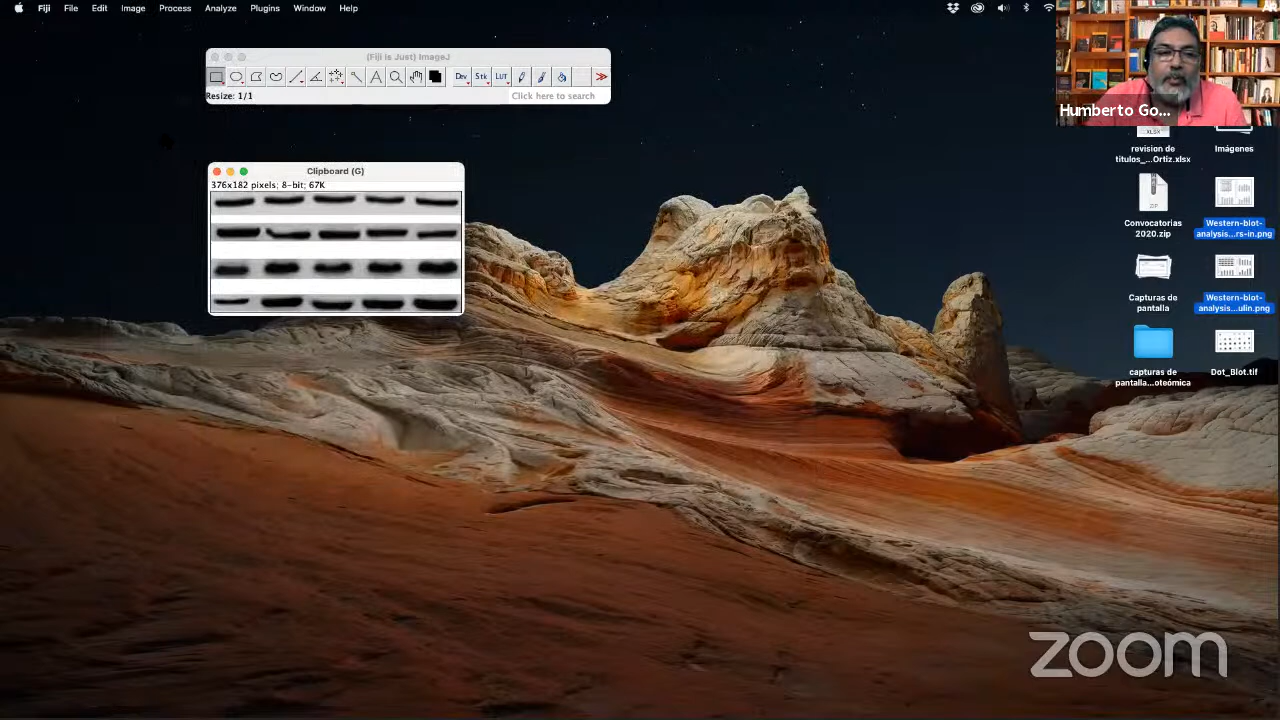 Fiji File Edit Image Process Analyze Plugins Window Help
(Fiji Is Just) ImageJ
Dev Stk LUT
Resize: 1/1 Click here to search
Clipboard (G)
376x182 pixels; 8-bit; 67K
Humberto Go...
XLSX
revision de
titulos_...Ortiz.xlsx
Imágenes
ZIP
Convocatorias
2020.zip
Western-blot-
analysis...rs-in.png
Capturas de
pantalla
Western-blot-
analysis...ulin.png
capturas de
pantalla...oteómica
Dot_Blot.tif
zoom